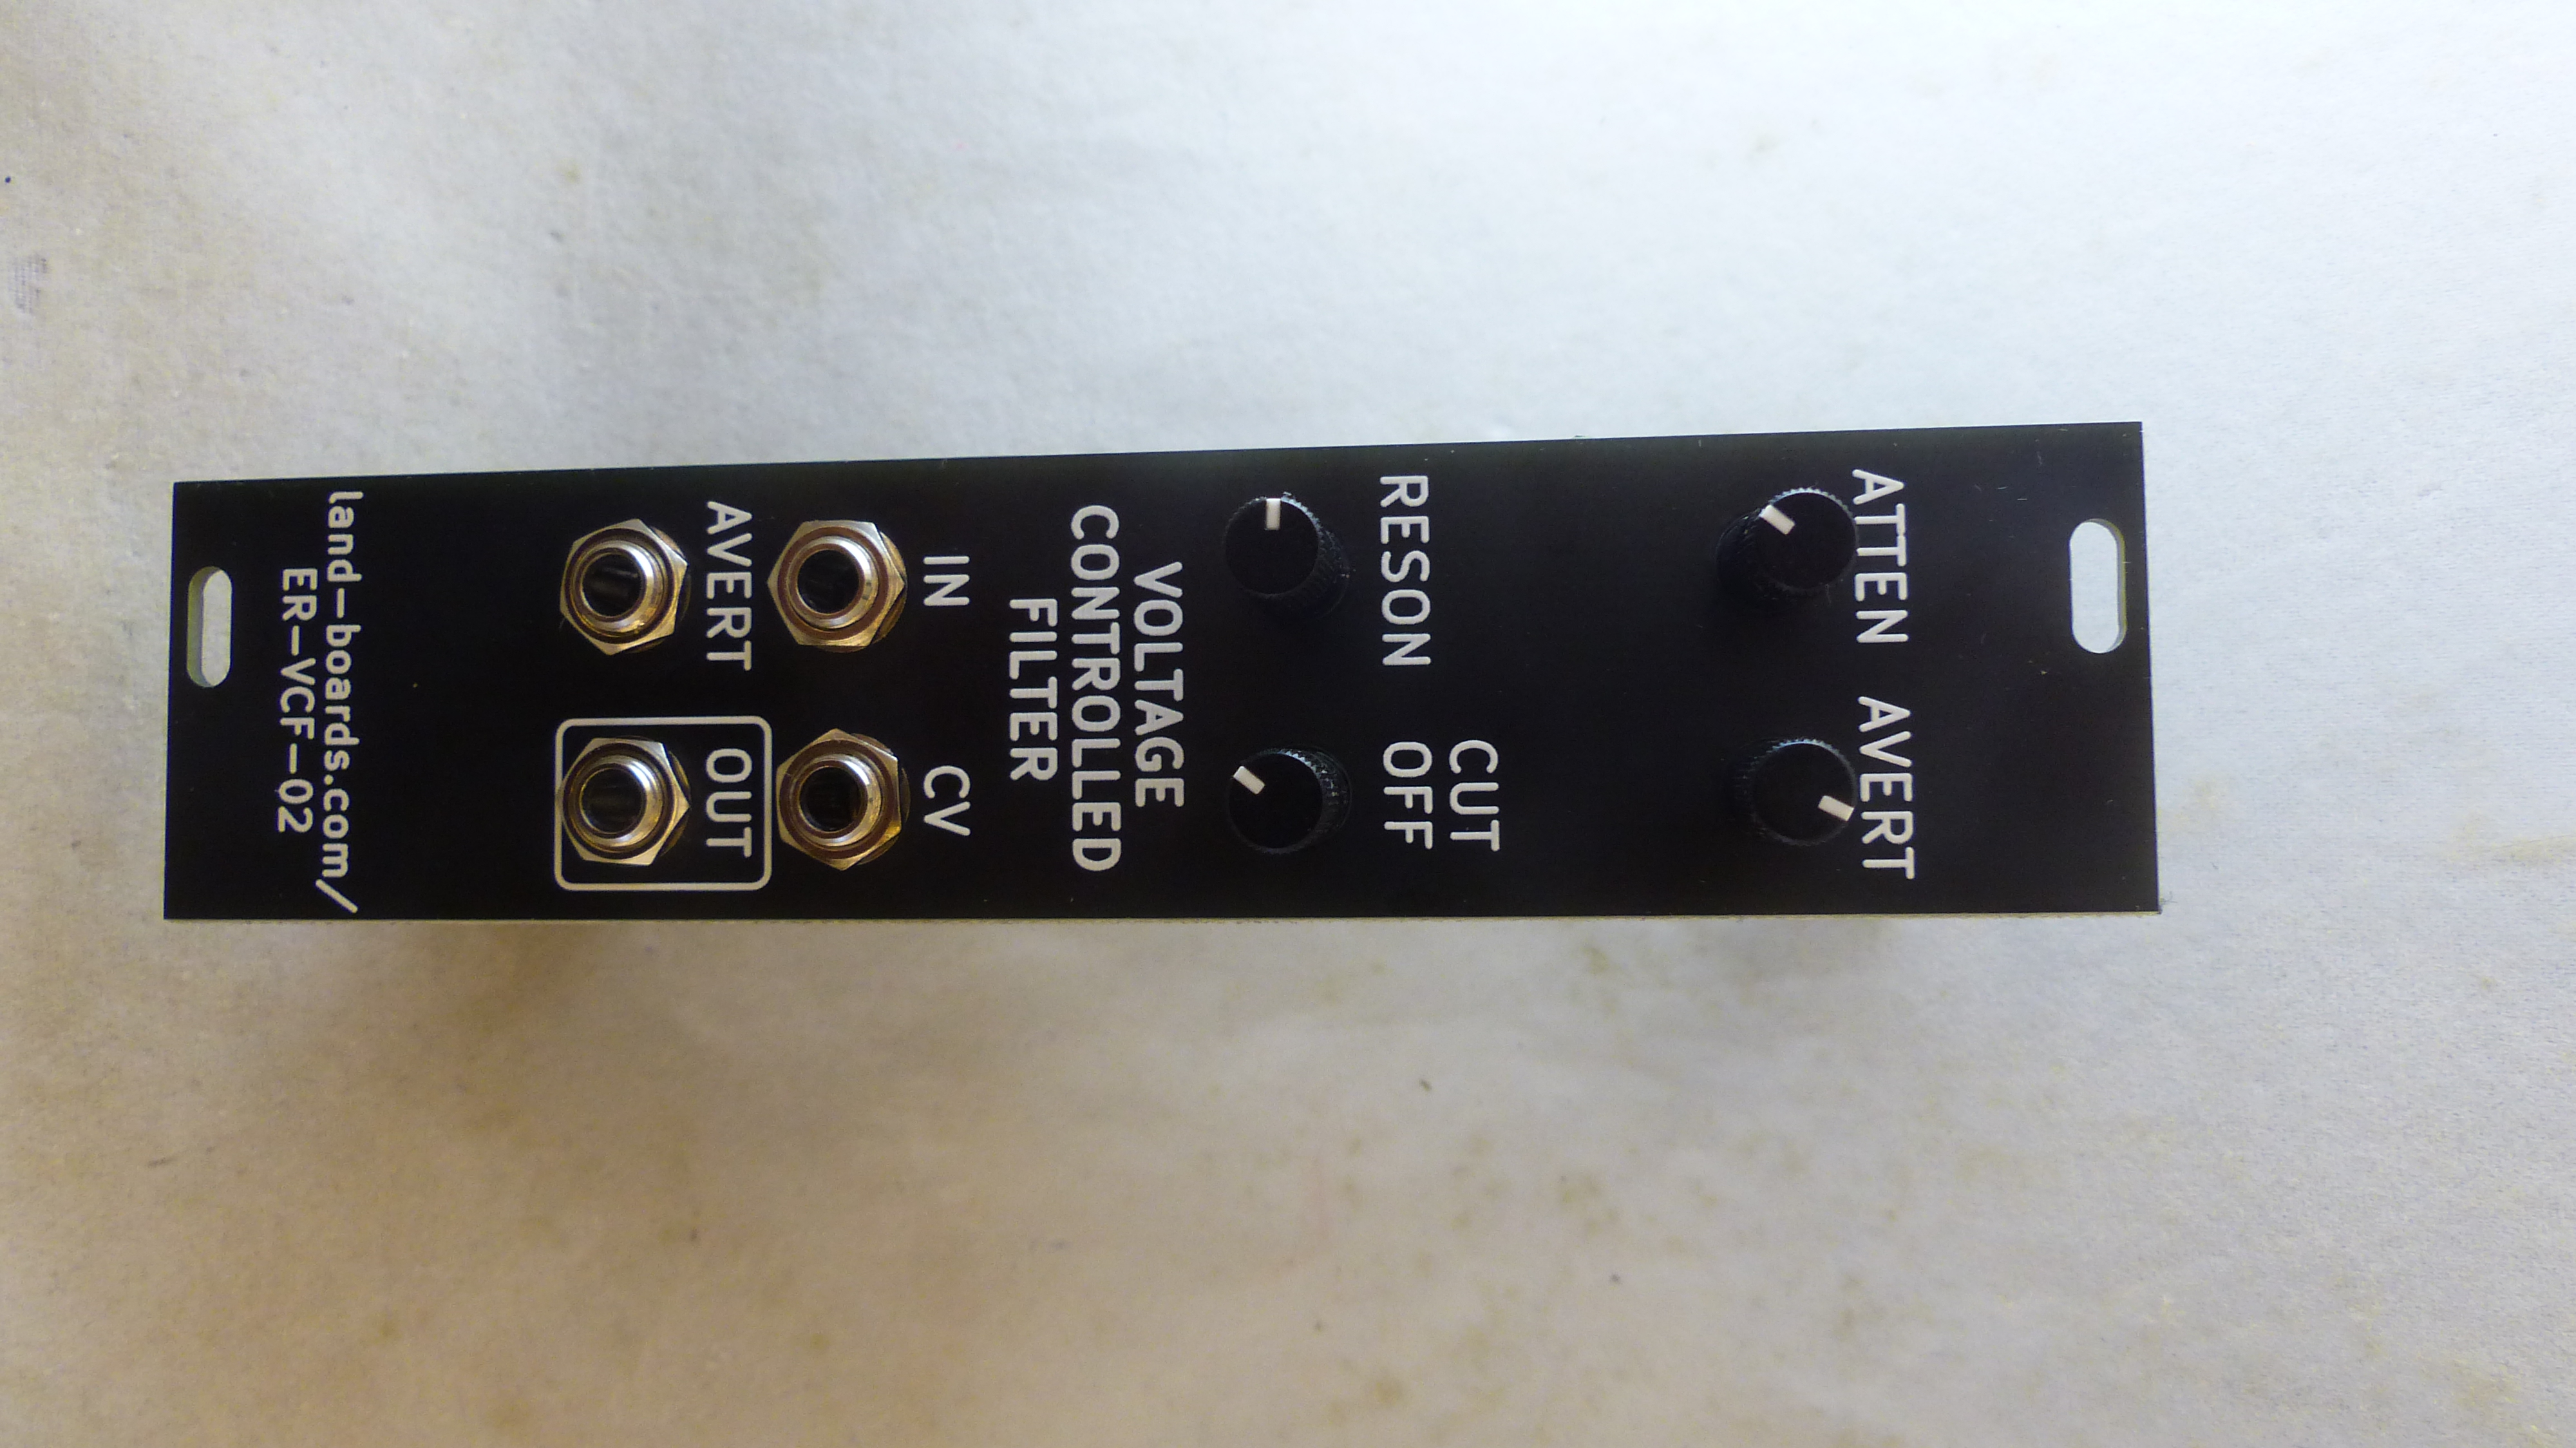 ATTEN AVERT
CUT
RESON OFF
VOLTAGE
CONTROLLED
FILTER
IN CV
AVERT OUT
land-boards.com/
ER-VCF-02